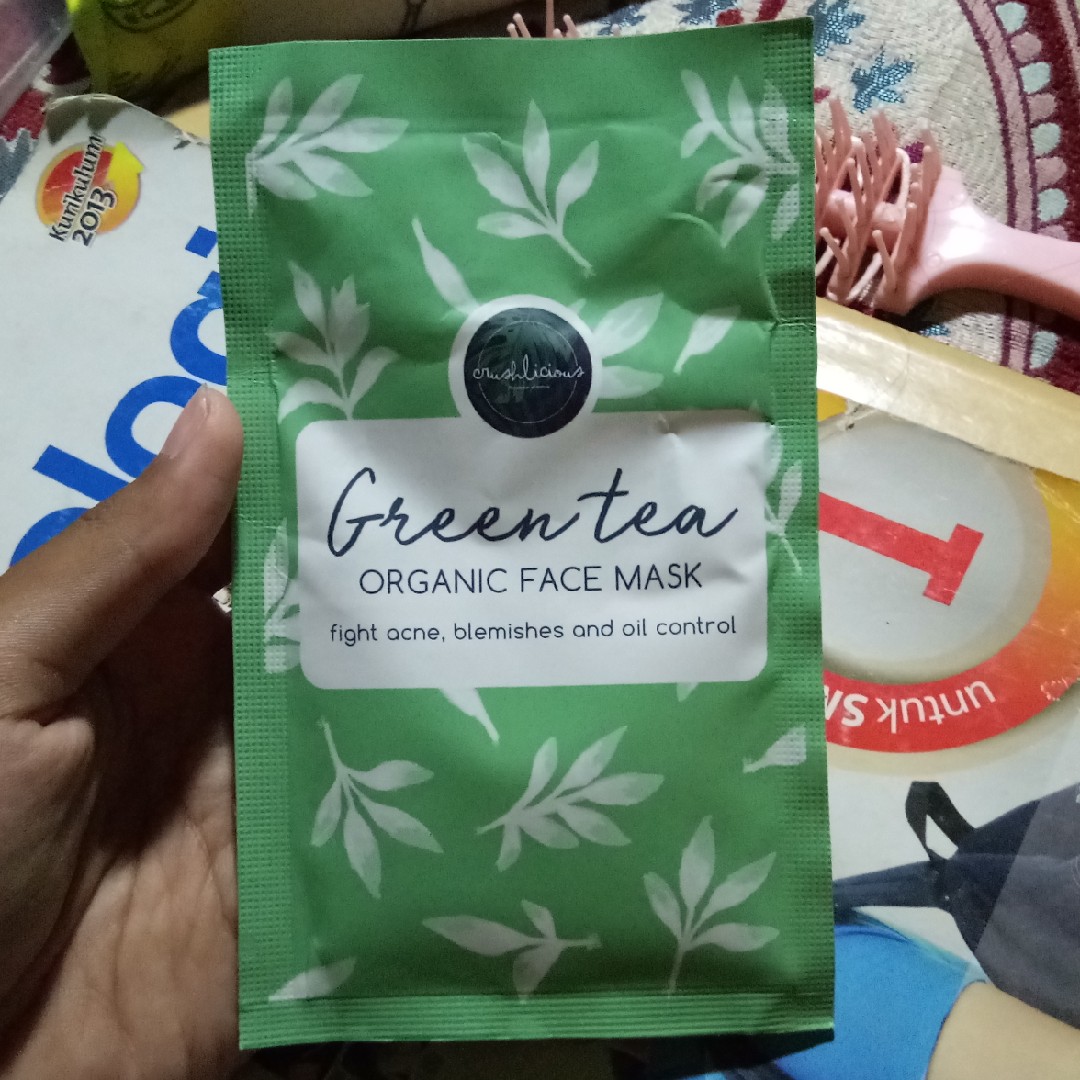 Kurikulum
2013
crushlicious
Green tea
ORGANIC FACE MASK
fight acne, blemishes and oil control
I
untuk